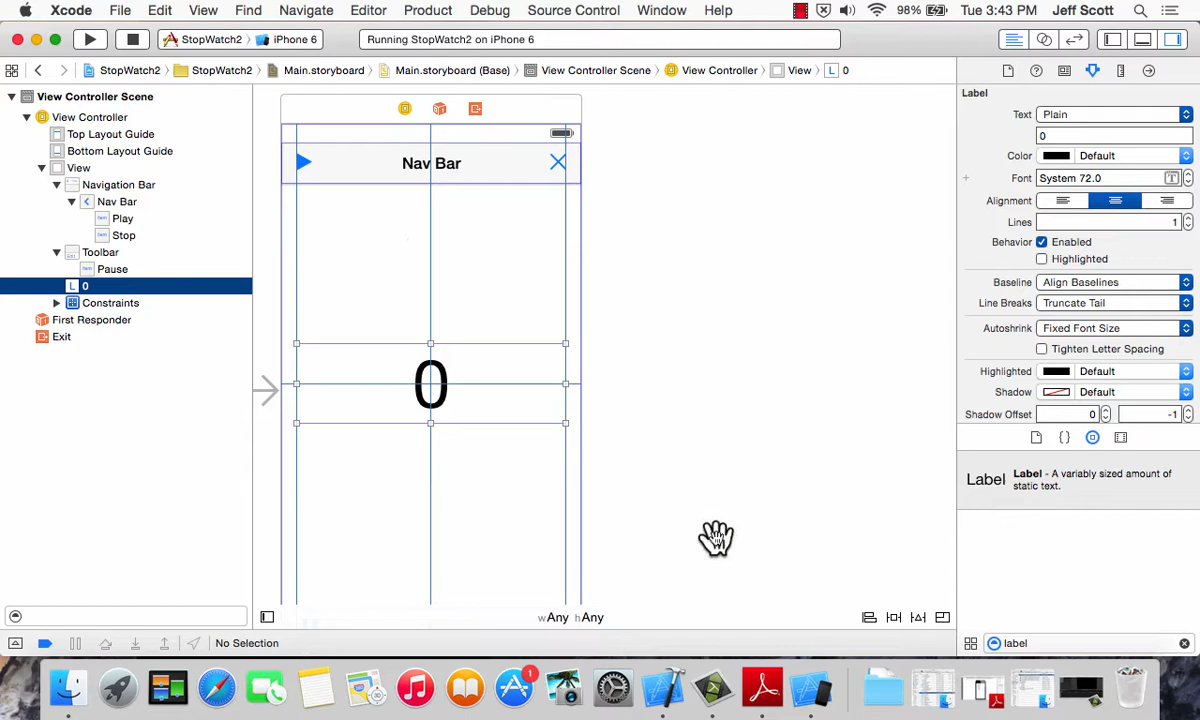 Xcode File Edit View Find Navigate Editor Product Debug Source Control Window Help 98% Tue 3:43 PM Jeff Scott
StopWatch2 iPhone 6 Running StopWatch2 on iPhone 6
StopWatch2 StopWatch2 Main.storyboard Main.storyboard (Base) View Controller Scene View Controller View L 0
View Controller Scene
View Controller
Top Layout Guide
Bottom Layout Guide
View
Navigation Bar
Nav Bar
Item Play
Item Stop
Toolbar
Item Pause
L 0
Constraints
First Responder
Exit
Nav Bar
0
wAny hAny
Label
Text Plain
0
Color Default
Font System 72.0 T
Alignment
Lines 1
Behavior Enabled
Highlighted
Baseline Align Baselines
Line Breaks Truncate Tail
Autoshrink Fixed Font Size
Tighten Letter Spacing
Highlighted Default
Shadow Default
Shadow Offset 0 -1
{}
Label Label - A variably sized amount of
static text.
No Selection
label
1